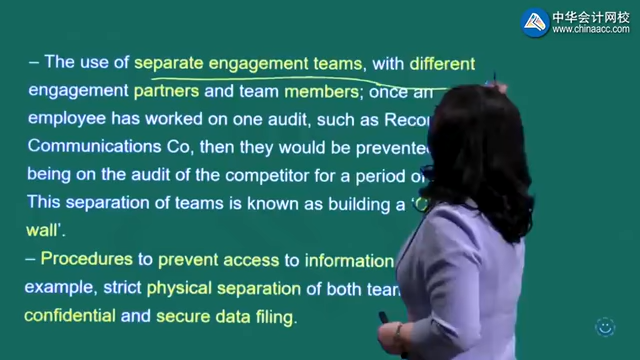 中华会计网校
www.chinaacc.com
– The use of separate engagement teams, with different
engagement partners and team members; once an
employee has worked on one audit, such as
Communications Co, then they would be prevented
being on the audit of the competitor for a period
This separation of teams is known as building a
wall’.
– Procedures to prevent access to information
example, strict physical separation of both
confidential and secure data filing.